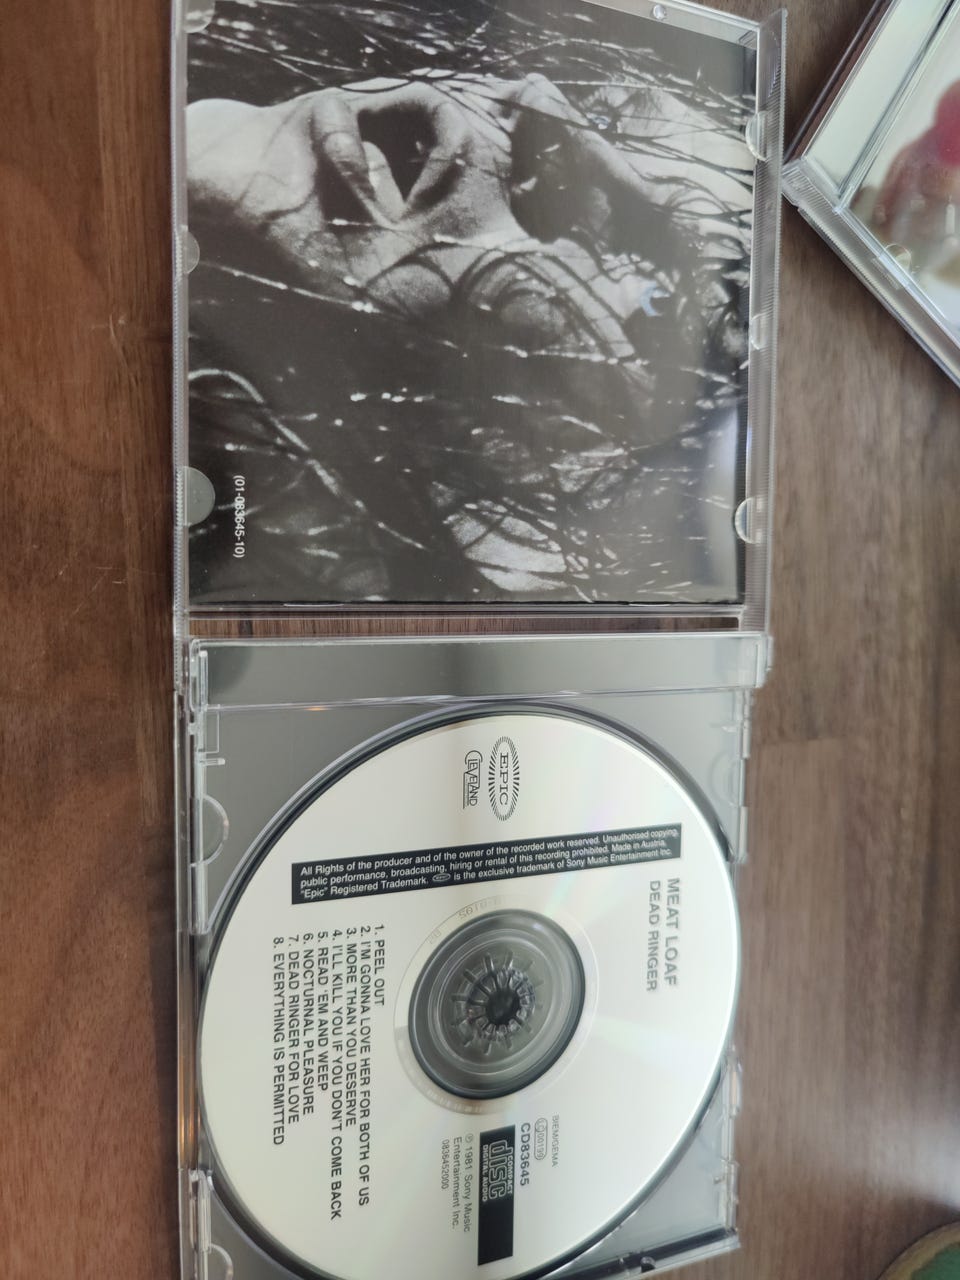 (01-083645-10)
EPIC
CLEVELAND
All Rights of the producer and of the owner of the recorded work reserved. Unauthorised copying,
public performance, broadcasting, hiring or rental of this recording prohibited. Made in Austria.
"Epic" Registered Trademark. is the exclusive trademark of Sony Music Entertainment Inc.
MEAT LOAF
DEAD RINGER
BIEM/GEMA
LC 00199
CD83645
COMPACT
disc
DIGITAL AUDIO
℗ 1981 Sony Music
Entertainment Inc.
0836452000
1. PEEL OUT
2. I'M GONNA LOVE HER FOR BOTH OF US
3. MORE THAN YOU DESERVE
4. I'LL KILL YOU IF YOU DON'T COME BACK
5. READ 'EM AND WEEP
6. NOCTURNAL PLEASURE
7. DEAD RINGER FOR LOVE
8. EVERYTHING IS PERMITTED